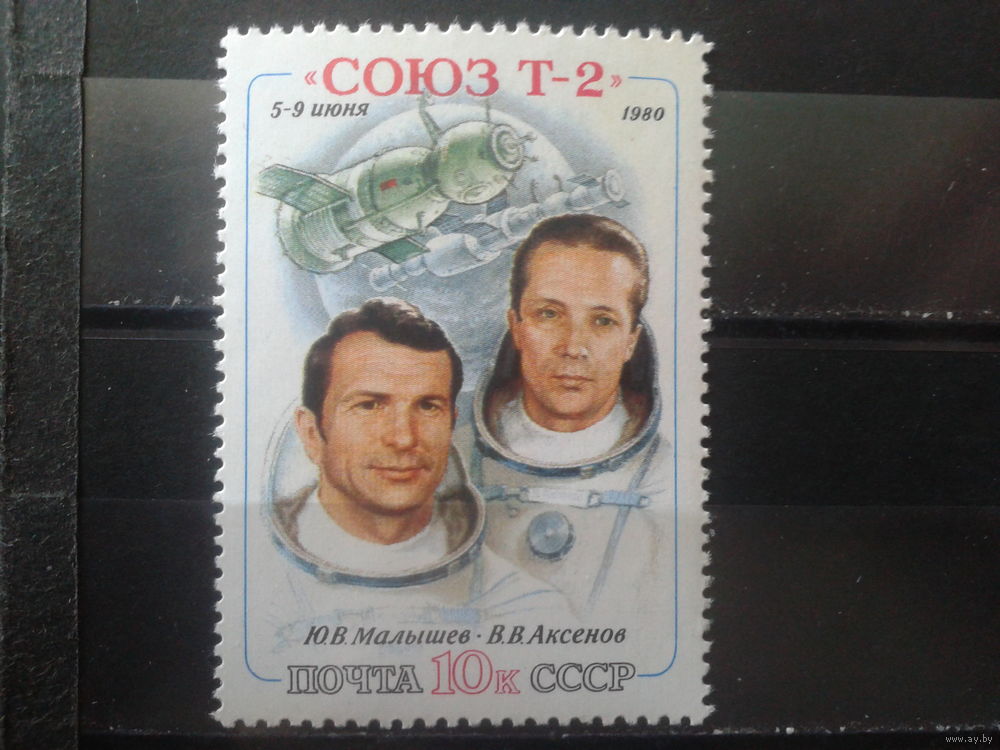 «СОЮЗ Т-2»
5-9 июня 1980
Ю.В.Малышев · В.В.Аксенов
ПОЧТА 10К СССР
www.ay.by